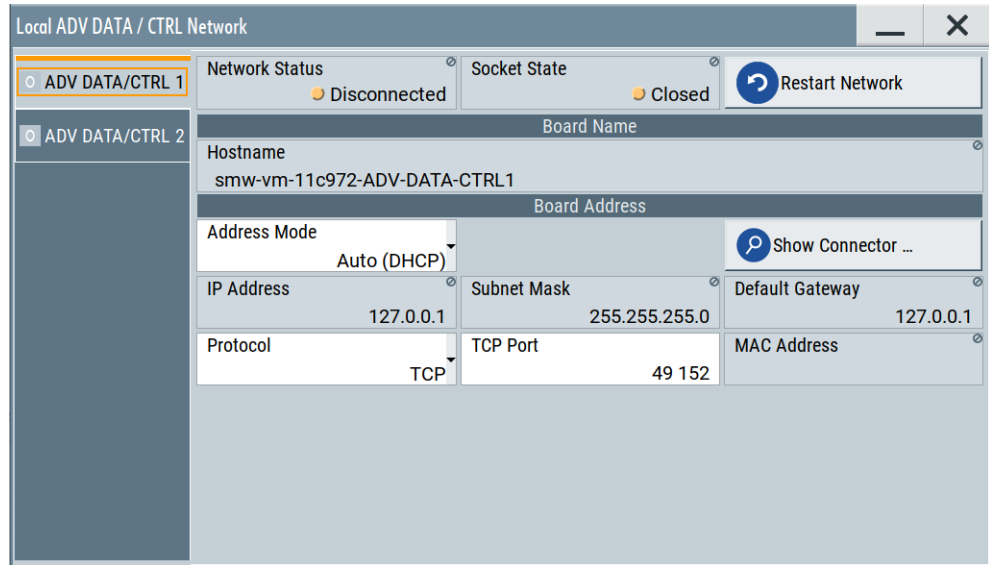 Local ADV DATA / CTRL Network
ADV DATA/CTRL 1
ADV DATA/CTRL 2
Network Status
Disconnected
Socket State
Closed
Restart Network
Board Name
Hostname
smw-vm-11c972-ADV-DATA-CTRL1
Board Address
Address Mode
Auto (DHCP)
Show Connector ...
IP Address
127.0.0.1
Subnet Mask
255.255.255.0
Default Gateway
127.0.0.1
Protocol
TCP
TCP Port
49 152
MAC Address